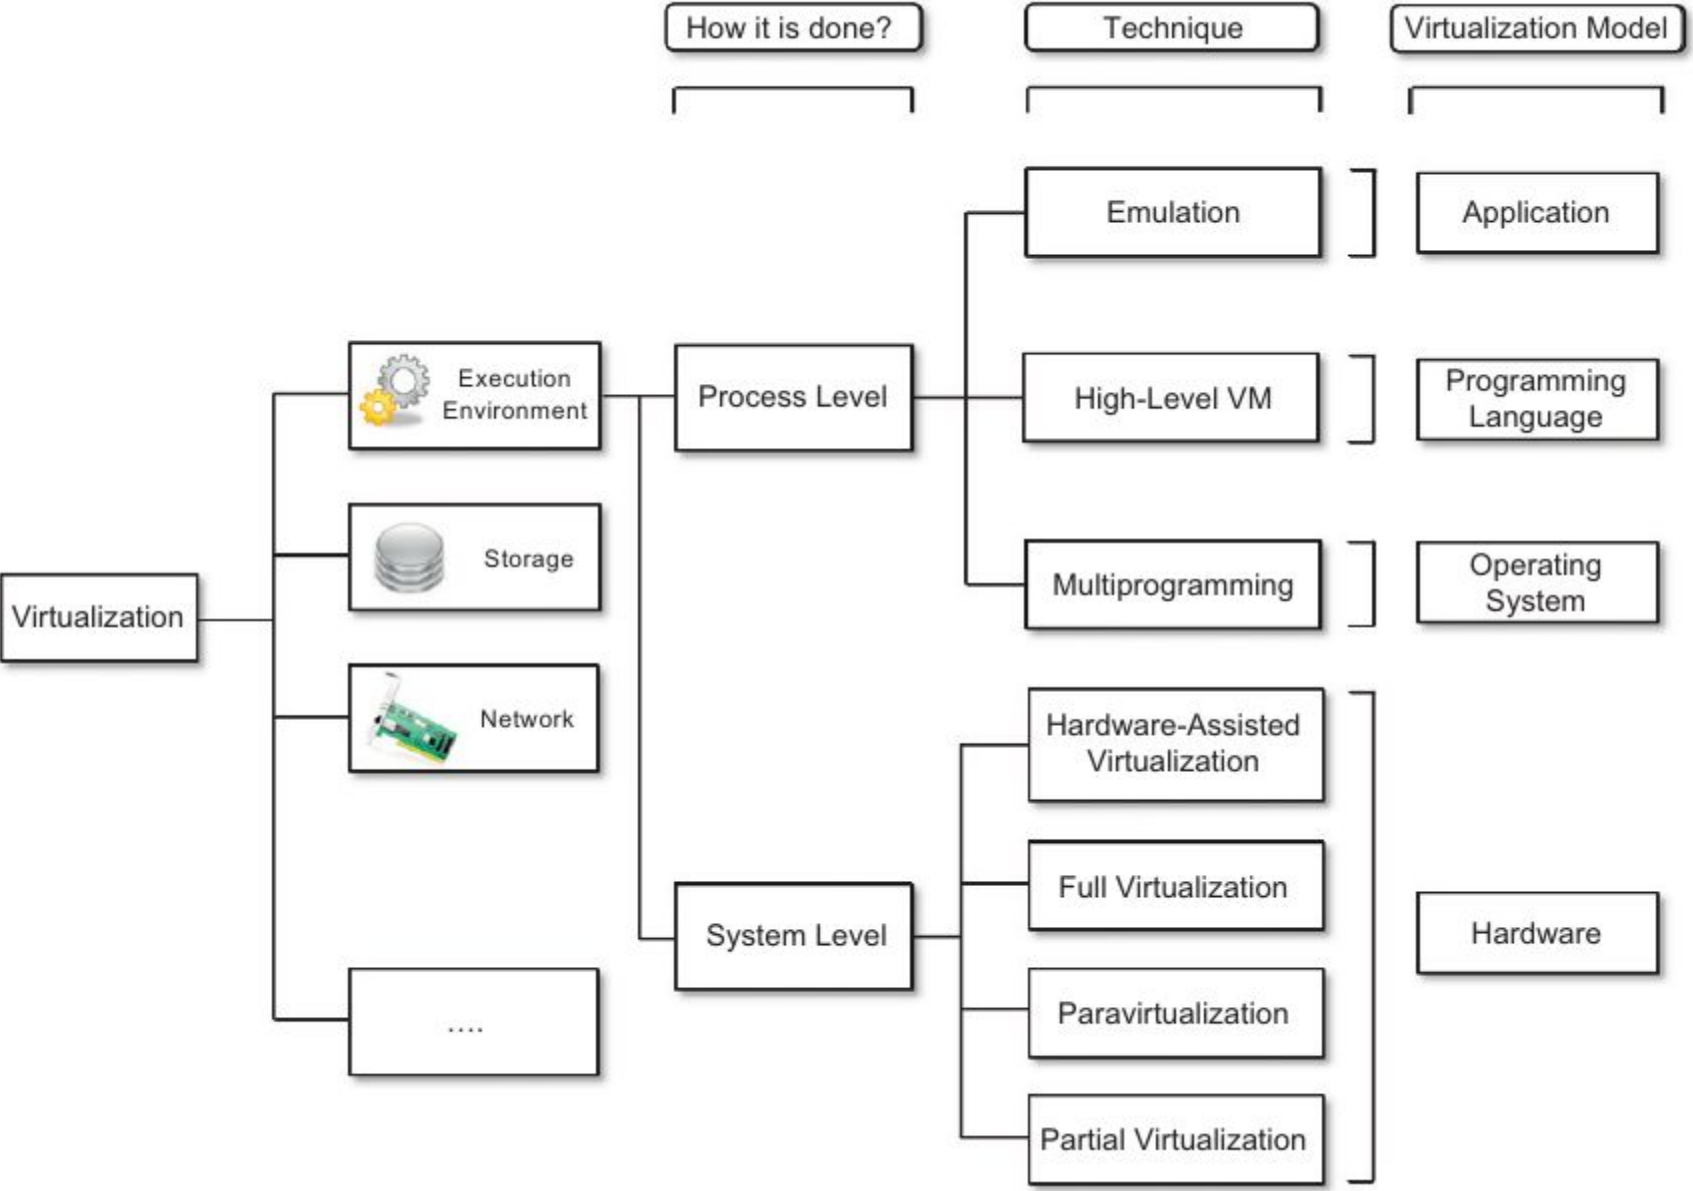 How it is done?
Technique
Virtualization Model
Emulation
Application
Execution
Environment
Process Level
High-Level VM
Programming
Language
Storage
Multiprogramming
Operating
System
Virtualization
Network
Hardware-Assisted
Virtualization
Full Virtualization
System Level
Hardware
Paravirtualization
....
Partial Virtualization